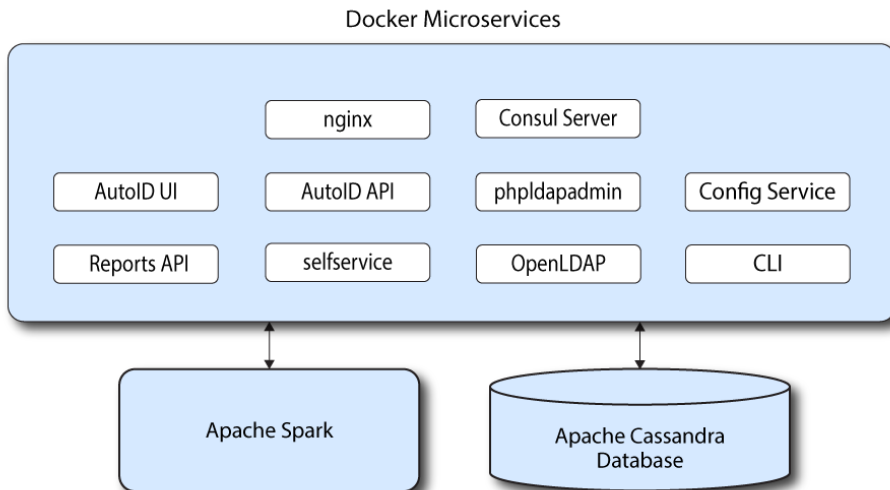 Docker Microservices
nginx
Consul Server
AutoID UI
AutoID API
phpldapadmin
Config Service
Reports API
selfservice
OpenLDAP
CLI
Apache Spark
Apache Cassandra
Database